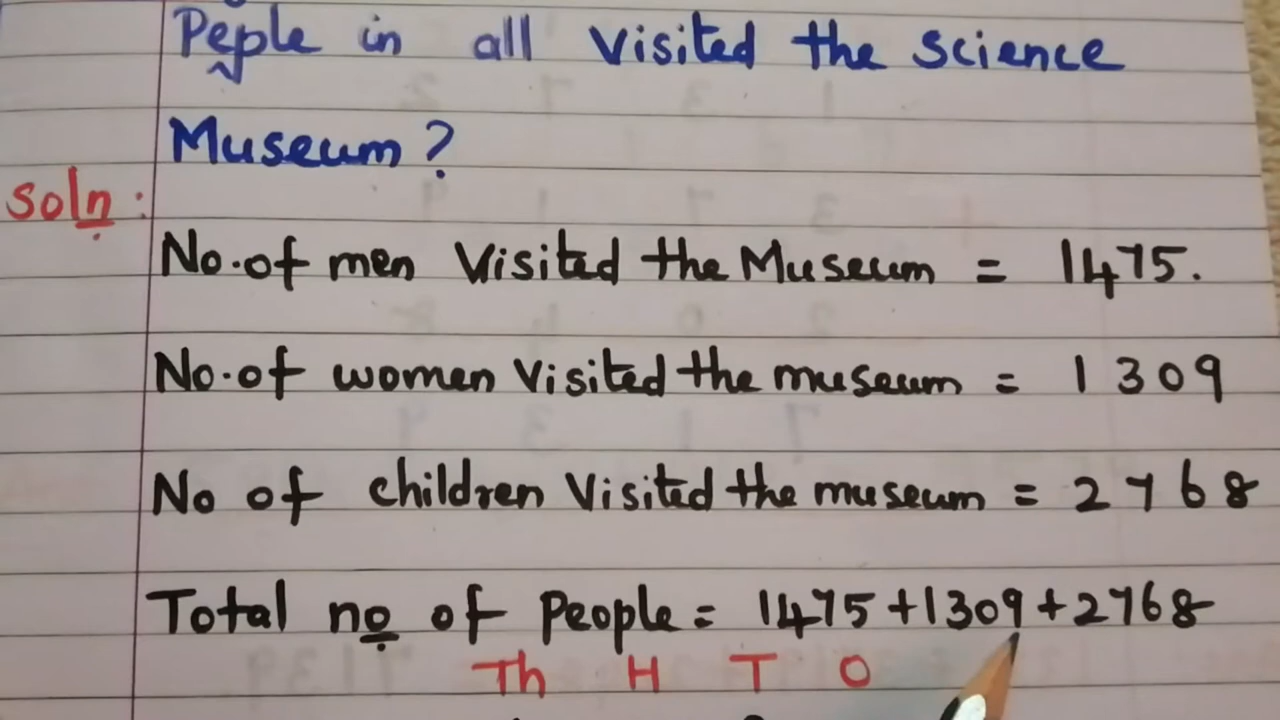 Peple in all visited the science
Museum?
Soln:
No.of men Visited the Museum = 1475.
No.of women Visited the museum = 1309
No of children Visited the museum = 2768
Total no of People = 1475+1309+2768
Th H T O